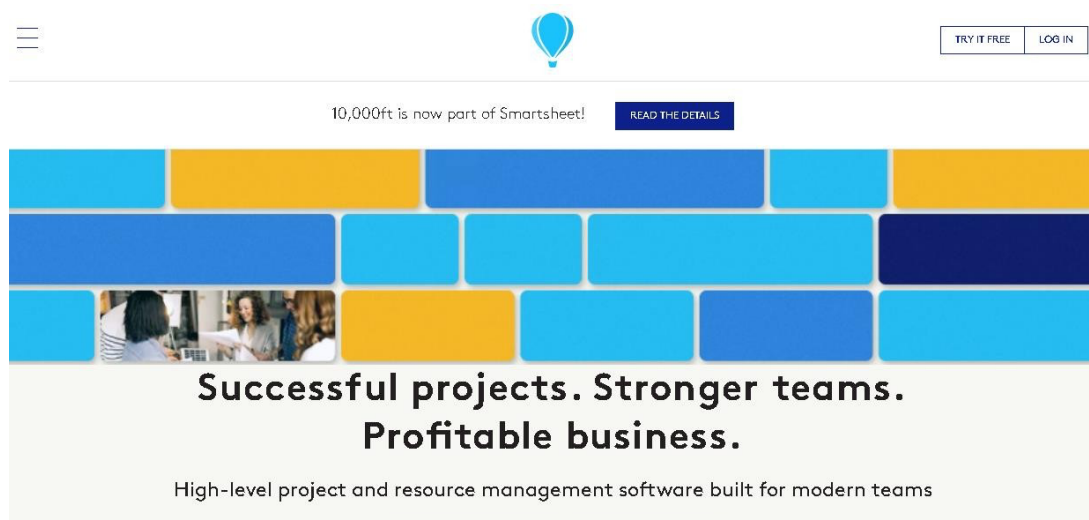 TRY IT FREE
LOG IN
10,000ft is now part of Smartsheet!
READ THE DETAILS
Successful projects. Stronger teams.
Profitable business.
High-level project and resource management software built for modern teams